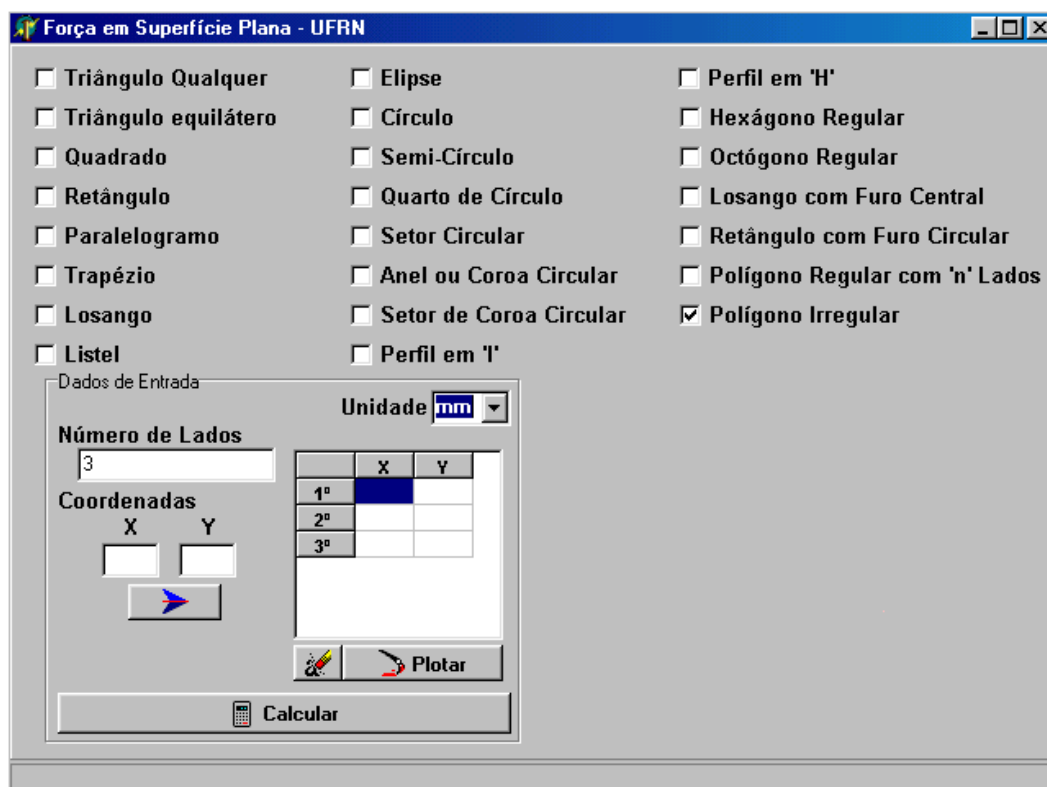 Força em Superfície Plana - UFRN
Triângulo Qualquer
Triângulo equilátero
Quadrado
Retângulo
Paralelogramo
Trapézio
Losango
Listel
Elipse
Círculo
Semi-Círculo
Quarto de Círculo
Setor Circular
Anel ou Coroa Circular
Setor de Coroa Circular
Perfil em 'I'
Perfil em 'H'
Hexágono Regular
Octógono Regular
Losango com Furo Central
Retângulo com Furo Circular
Polígono Regular com 'n' Lados
Polígono Irregular
Dados de Entrada
Unidade mm
Número de Lados
3
Coordenadas
X Y
X Y
1º
2º
3º
Plotar
Calcular